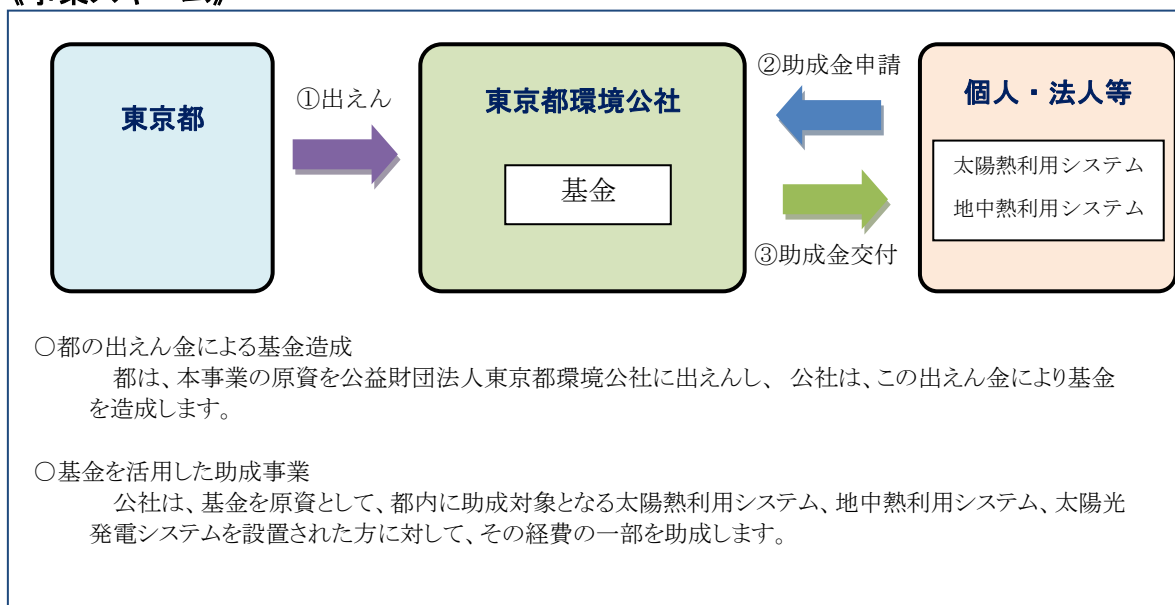 東京都
①出えん
東京都環境公社
基金
②助成金申請
③助成金交付
個人・法人等
太陽熱利用システム
地中熱利用システム
○都の出えん金による基金造成
都は、本事業の原資を公益財団法人東京都環境公社に出えんし、 公社は、この出えん金により基金
を造成します。
○基金を活用した助成事業
公社は、基金を原資として、都内に助成対象となる太陽熱利用システム、地中熱利用システム、太陽光
発電システムを設置された方に対して、その経費の一部を助成します。